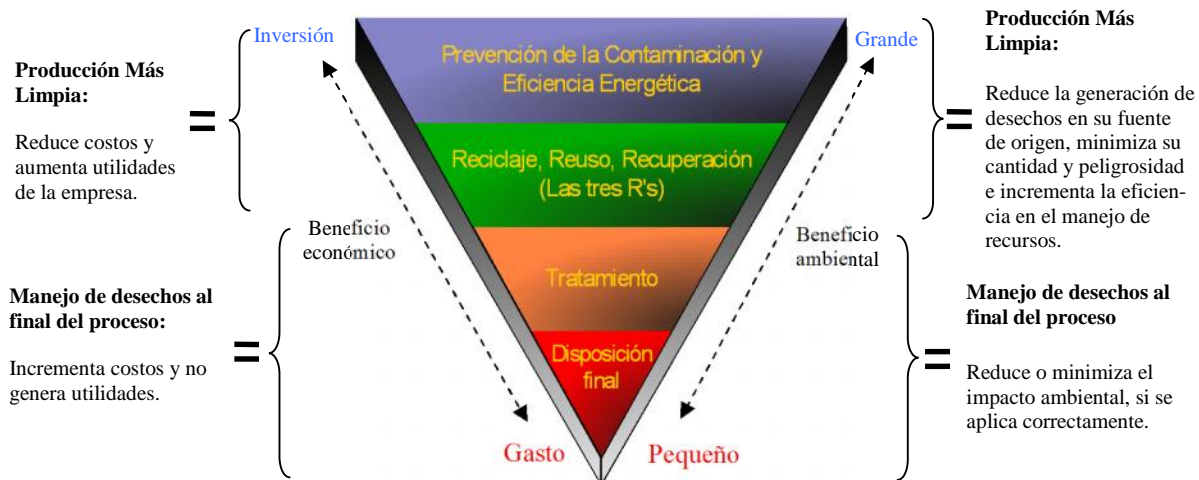 Producción Más
Limpia:
Reduce costos y
aumenta utilidades
de la empresa.
=
Manejo de desechos al
final del proceso:
Incrementa costos y no
genera utilidades.
=
Inversión
Beneficio
económico
Gasto
Prevención de la Contaminación y
Eficiencia Energética
Reciclaje, Reuso, Recuperación
(Las tres R's)
Tratamiento
Disposición
final
Grande
Beneficio
ambiental
Pequeño
=
Producción Más
Limpia:
Reduce la generación de
desechos en su fuente
de origen, minimiza su
cantidad y peligrosidad
e incrementa la eficien-
cia en el manejo de
recursos.
=
Manejo de desechos al
final del proceso
Reduce o minimiza el
impacto ambiental, si se
aplica correctamente.